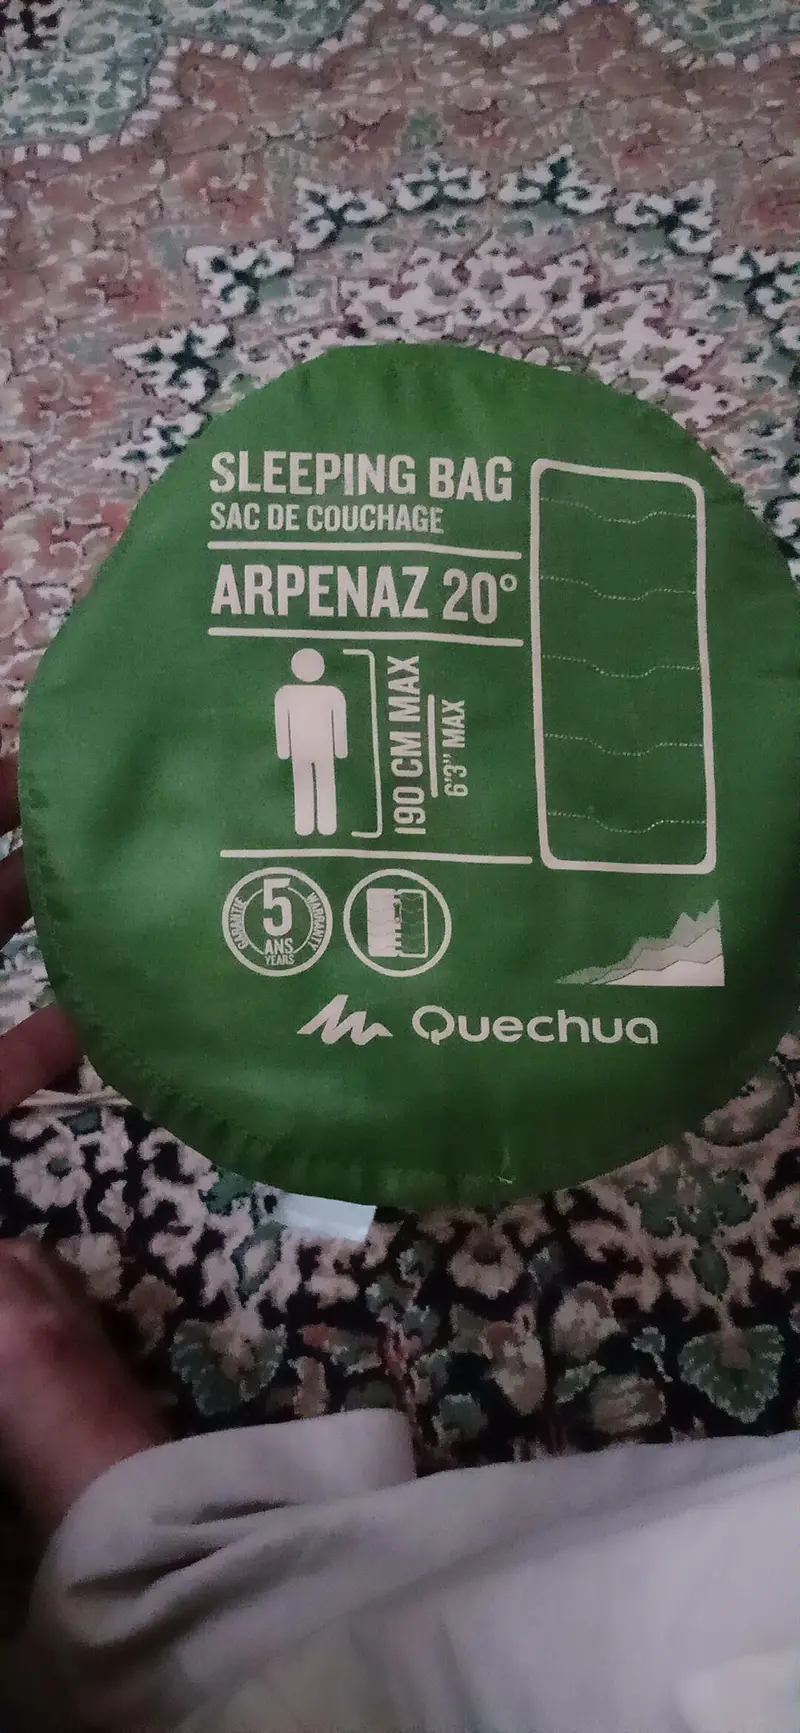 SLEEPING BAG
SAC DE COUCHAGE
ARPENAZ 20°
190 CM MAX
6'3" MAX
GARANTIE
5
ANS
YEARS
WARRANTY
Quechua